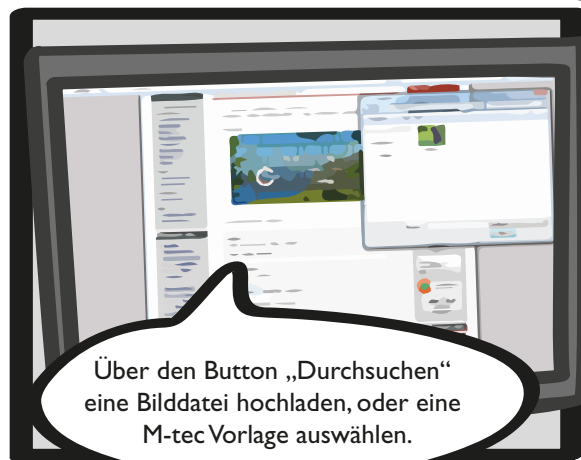 Über den Button „Durchsuchen“
eine Bilddatei hochladen, oder eine
M-tec Vorlage auswählen.